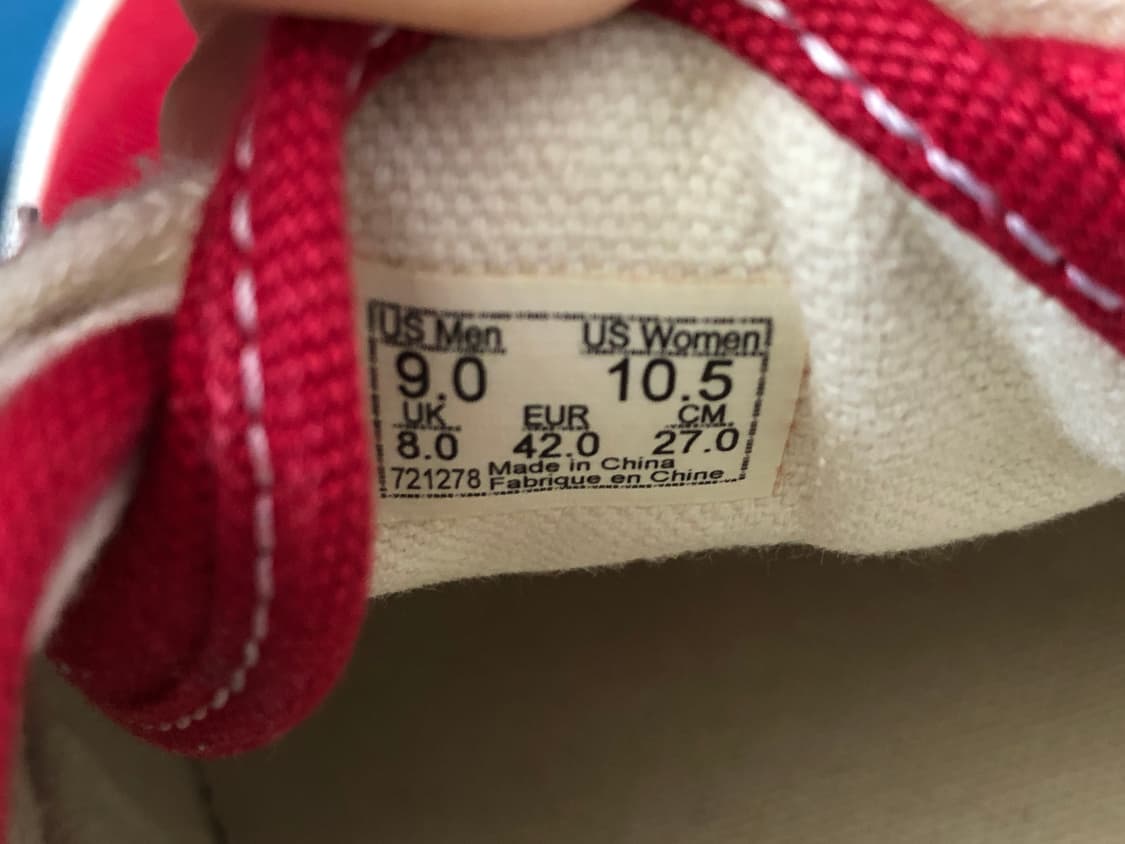 US Men US Women
9.0 10.5
UK EUR CM
8.0 42.0 27.0
721278 Made in China
Fabrique en Chine